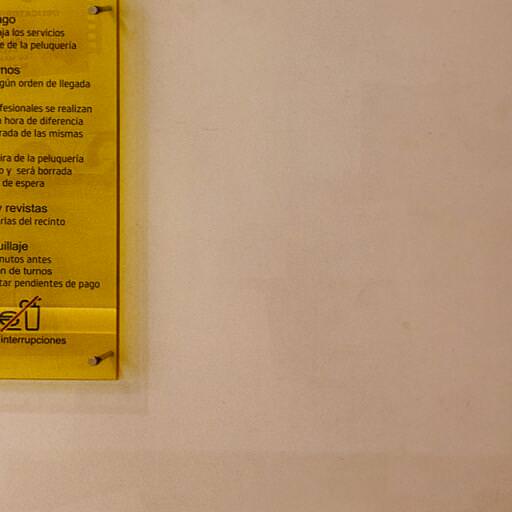 ago
ja los servicios
e de la peluquería
nos
gún orden de llegada
fesionales se realizan
hora de diferencia
rada de las mismas
ira de la peluquería
o y será borrada
de espera
y revistas
rlas del recinto
uillaje
nutos antes
n de turnos
tar pendientes de pago
interrupciones